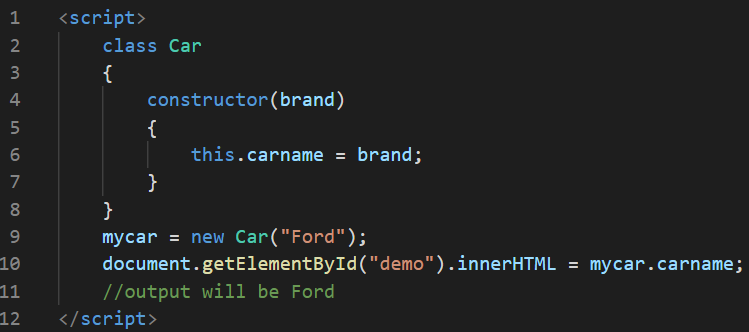 1 <script>
2 class Car
3 {
4 constructor(brand)
5 {
6 this.carname = brand;
7 }
8 }
9 mycar = new Car("Ford");
10 document.getElementById("demo").innerHTML = mycar.carname;
11 //output will be Ford
12 </script>